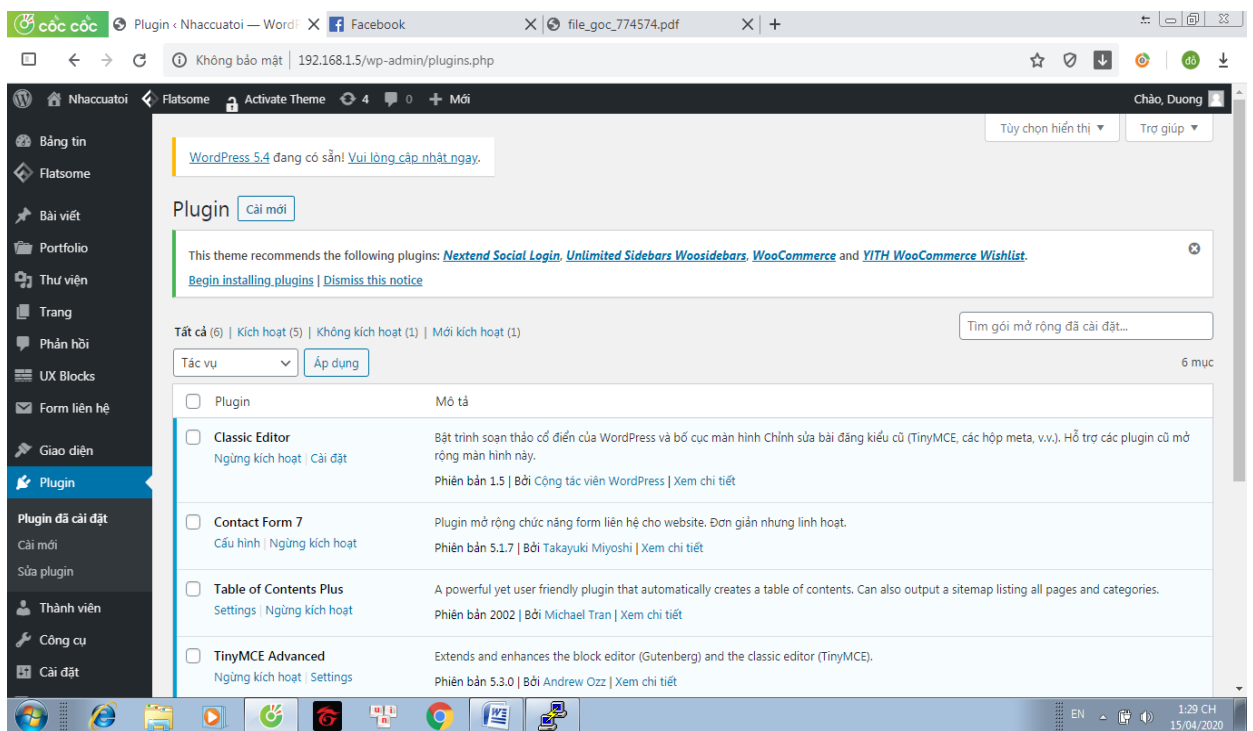 cốc cốc Plugin ‹ Nhaccuatoi — WordP Facebook file_goc_774574.pdf
Không bảo mật 192.168.1.5/wp-admin/plugins.php đô
Nhaccuatoi Flatsome Activate Theme 4 0 Mới Chào, Duong
Tùy chọn hiển thị Trợ giúp
Bảng tin
Flatsome
Bài viết
Portfolio
Thư viện
Trang
Phản hồi
UX Blocks
Form liên hệ
Giao diện
Plugin
Plugin đã cài đặt
Cài mới
Sửa plugin
Thành viên
Công cụ
Cài đặt
WordPress 5.4 đang có sẵn! Vui lòng cập nhật ngay.
Plugin Cài mới
This theme recommends the following plugins: Nextend Social Login, Unlimited Sidebars Woosidebars, WooCommerce and YITH WooCommerce Wishlist.
Begin installing plugins | Dismiss this notice
Tất cả (6) | Kích hoạt (5) | Không kích hoạt (1) | Mới kích hoạt (1)
Tìm gói mở rộng đã cài đặt...
Tác vụ Áp dụng 6 mục
Plugin Mô tả
Classic Editor
Ngừng kích hoạt | Cài đặt
Bật trình soạn thảo cổ điển của WordPress và bố cục màn hình Chỉnh sửa bài đăng kiểu cũ (TinyMCE, các hộp meta, v.v.). Hỗ trợ các plugin cũ mở
rộng màn hình này.
Phiên bản 1.5 | Bởi Cộng tác viên WordPress | Xem chi tiết
Contact Form 7
Cấu hình | Ngừng kích hoạt
Plugin mở rộng chức năng form liên hệ cho website. Đơn giản nhưng linh hoạt.
Phiên bản 5.1.7 | Bởi Takayuki Miyoshi | Xem chi tiết
Table of Contents Plus
Settings | Ngừng kích hoạt
A powerful yet user friendly plugin that automatically creates a table of contents. Can also output a sitemap listing all pages and categories.
Phiên bản 2002 | Bởi Michael Tran | Xem chi tiết
TinyMCE Advanced
Ngừng kích hoạt | Settings
Extends and enhances the block editor (Gutenberg) and the classic editor (TinyMCE).
Phiên bản 5.3.0 | Bởi Andrew Ozz | Xem chi tiết
EN 1:29 CH
15/04/2020